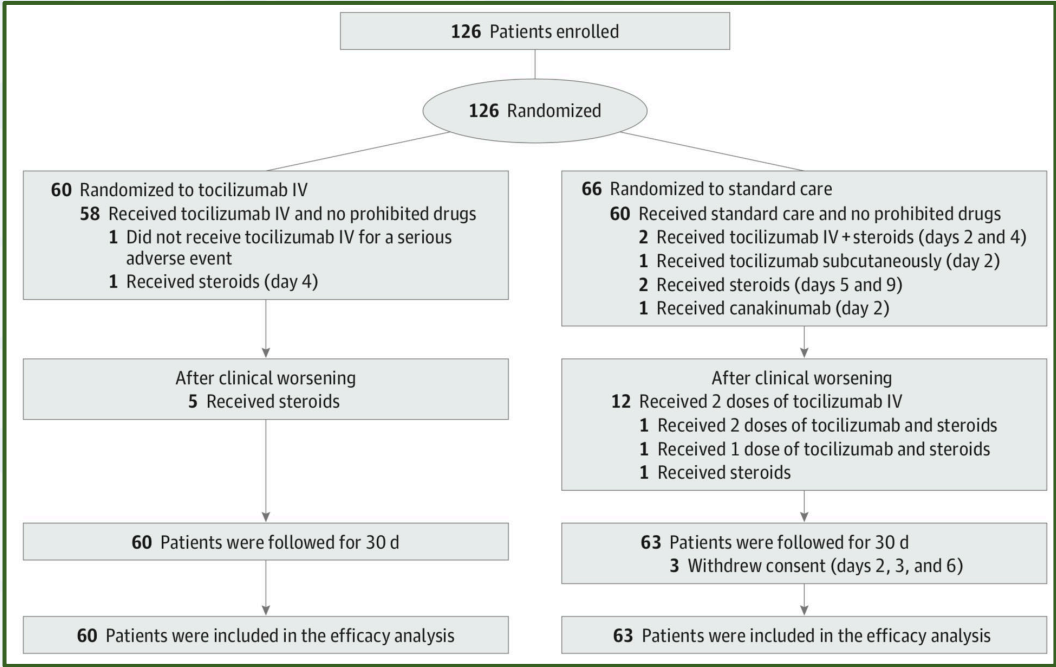 126 Patients enrolled
126 Randomized
60 Randomized to tocilizumab IV
58 Received tocilizumab IV and no prohibited drugs
1 Did not receive tocilizumab IV for a serious
adverse event
1 Received steroids (day 4)
66 Randomized to standard care
60 Received standard care and no prohibited drugs
2 Received tocilizumab IV + steroids (days 2 and 4)
1 Received tocilizumab subcutaneously (day 2)
2 Received steroids (days 5 and 9)
1 Received canakinumab (day 2)
After clinical worsening
5 Received steroids
After clinical worsening
12 Received 2 doses of tocilizumab IV
1 Received 2 doses of tocilizumab and steroids
1 Received 1 dose of tocilizumab and steroids
1 Received steroids
60 Patients were followed for 30 d
63 Patients were followed for 30 d
3 Withdrew consent (days 2, 3, and 6)
60 Patients were included in the efficacy analysis
63 Patients were included in the efficacy analysis